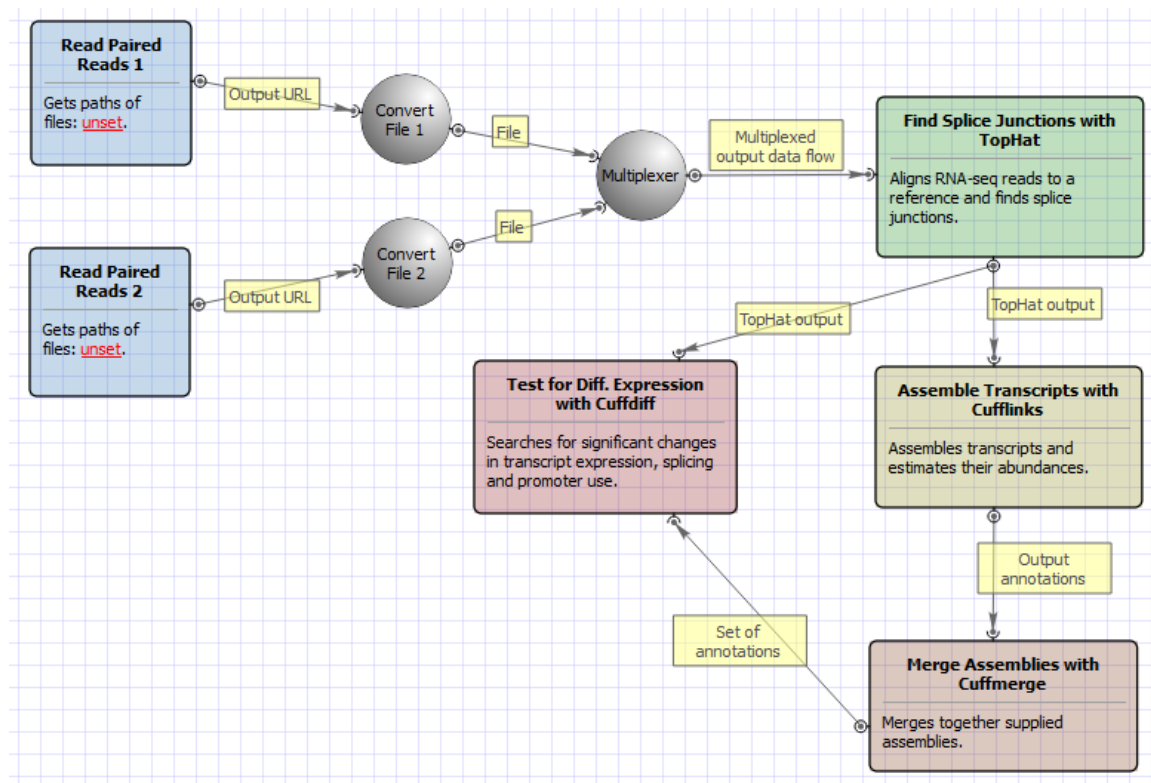 Read Paired
Reads 1
Gets paths of
files: unset.
Output URL
Convert
File 1
File
Multiplexer
Multiplexed
output data flow
Find Splice Junctions with
TopHat
Aligns RNA-seq reads to a
reference and finds splice
junctions.
Read Paired
Reads 2
Gets paths of
files: unset.
Output URL
Convert
File 2
File
TopHat output
TopHat output
Test for Diff. Expression
with Cuffdiff
Searches for significant changes
in transcript expression, splicing
and promoter use.
Assemble Transcripts with
Cufflinks
Assembles transcripts and
estimates their abundances.
Output
annotations
Set of
annotations
Merge Assemblies with
Cuffmerge
Merges together supplied
assemblies.